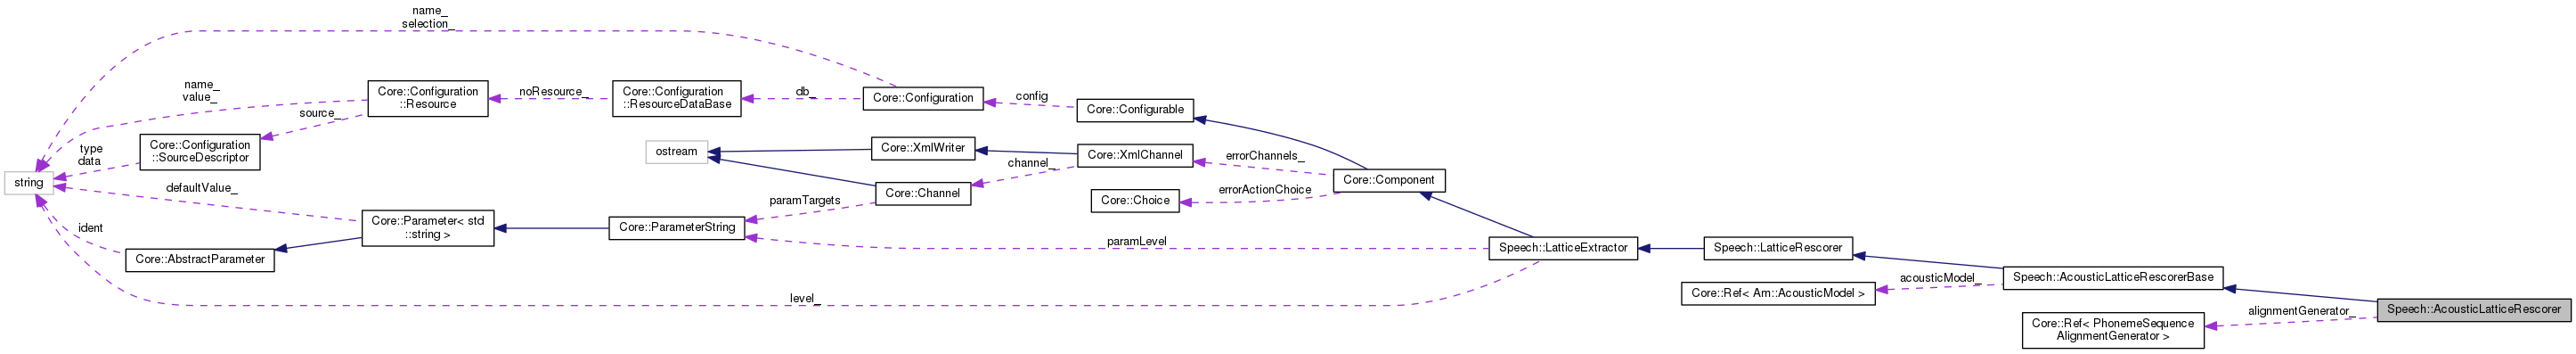 name_
selection_
name_
value_
Core::Configuration
::Resource
noResource_
Core::Configuration
::ResourceDataBase
db_
Core::Configuration
config
Core::Configurable
source_
Core::Configuration
::SourceDescriptor
type
data
string
ostream
Core::XmlWriter
Core::XmlChannel
channel_
errorChannels_
Core::Component
errorActionChoice
Core::Choice
Core::Channel
paramTargets
defaultValue_
Core::Parameter< std
::string >
Core::ParameterString
ident
Core::AbstractParameter
paramLevel
Speech::LatticeExtractor
Speech::LatticeRescorer
level_
acousticModel_
Core::Ref< Am::AcousticModel >
Speech::AcousticLatticeRescorerBase
alignmentGenerator_
Core::Ref< PhonemeSequence
AlignmentGenerator >
Speech::AcousticLatticeRescorer